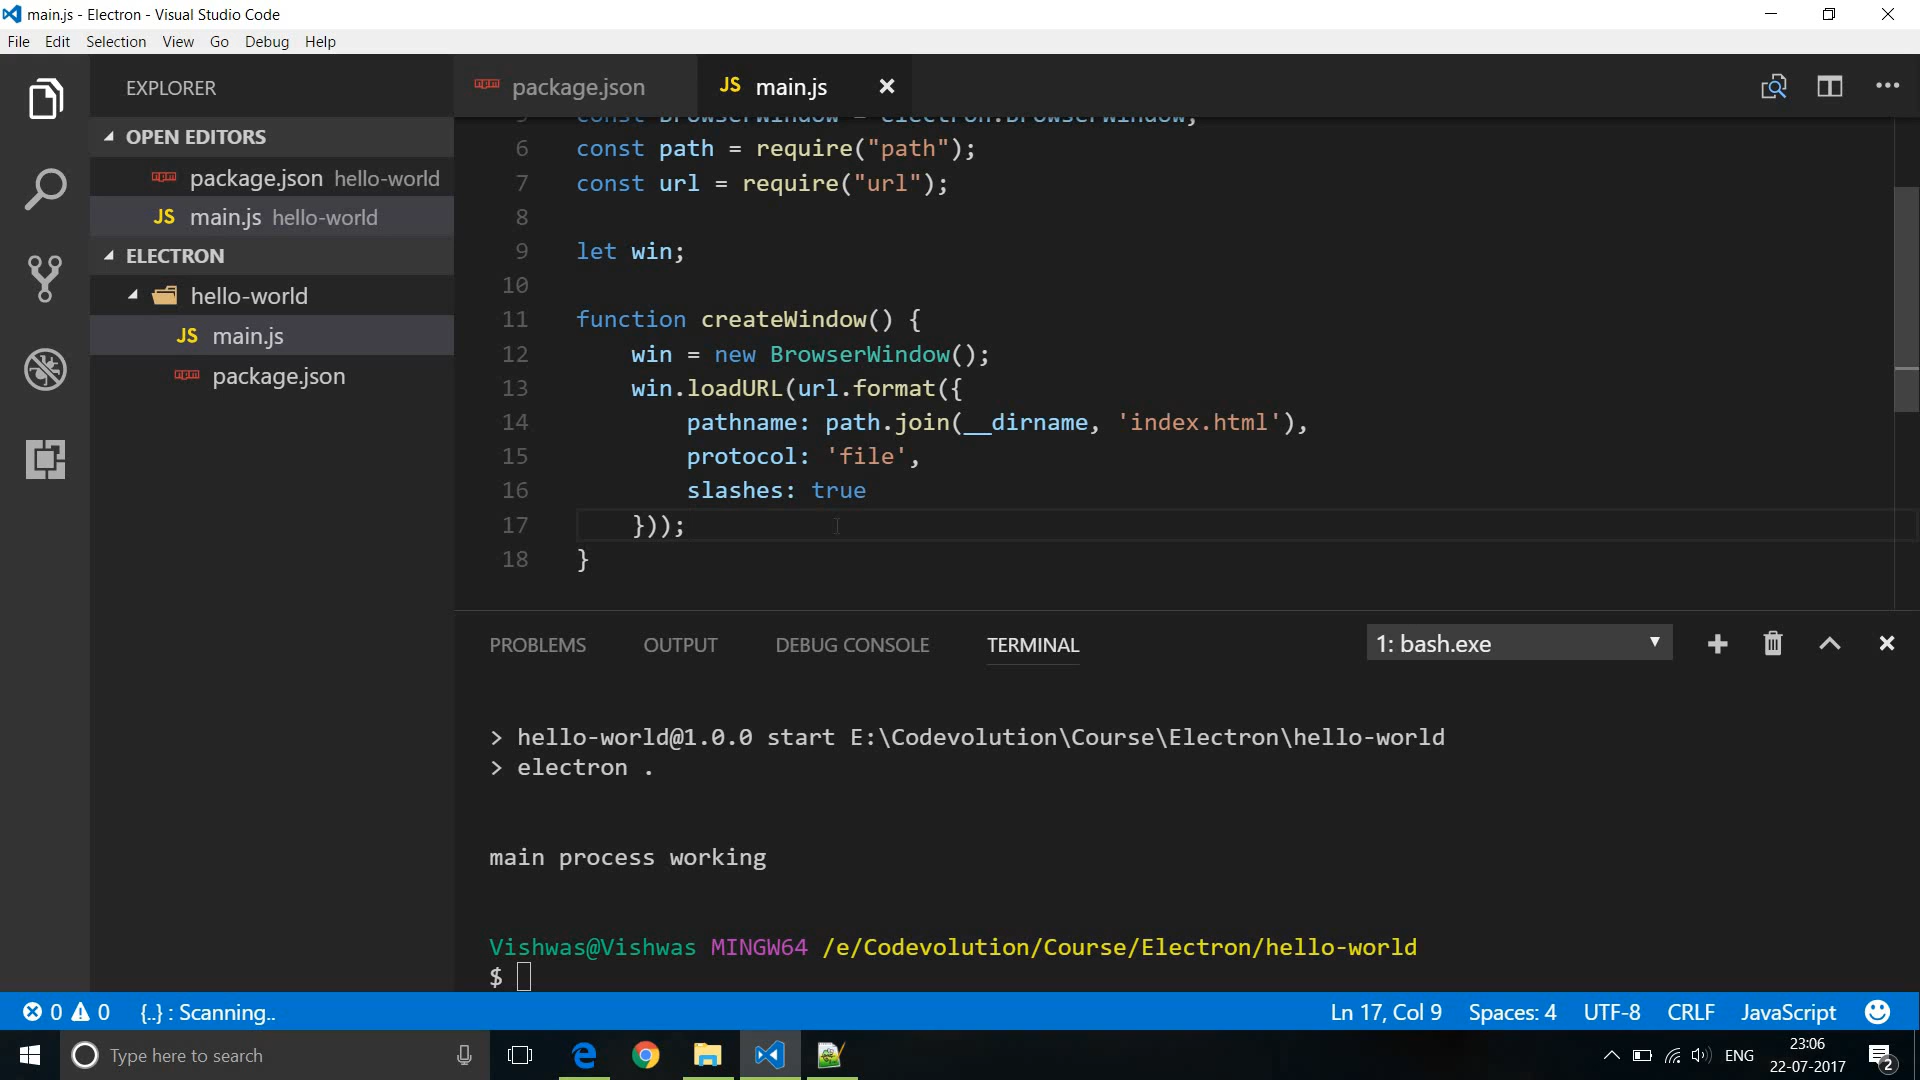 main.js - Electron - Visual Studio Code
File Edit Selection View Go Debug Help
EXPLORER
OPEN EDITORS
package.json hello-world
JS main.js hello-world
ELECTRON
hello-world
JS main.js
package.json
package.json
JS main.js
const BrowserWindow = electron.BrowserWindow;
6 const path = require("path");
7 const url = require("url");
8
9 let win;
10
11 function createWindow() {
12 win = new BrowserWindow();
13 win.loadURL(url.format({
14 pathname: path.join(__dirname, 'index.html'),
15 protocol: 'file',
16 slashes: true
17 }));
18 }
PROBLEMS OUTPUT DEBUG CONSOLE TERMINAL 1: bash.exe
> hello-world@1.0.0 start E:\Codevolution\Course\Electron\hello-world
> electron .
main process working
Vishwas@Vishwas MINGW64 /e/Codevolution/Course/Electron/hello-world
$
0 0 {..} : Scanning.. Ln 17, Col 9 Spaces: 4 UTF-8 CRLF JavaScript
Type here to search
ENG
23:06
22-07-2017
2